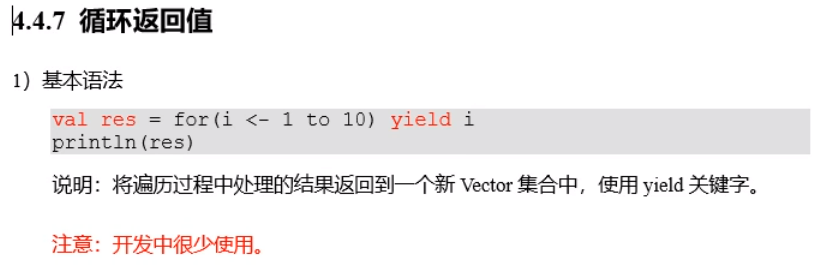 4.4.7 循环返回值
1）基本语法
val res = for(i <- 1 to 10) yield i
println(res)
说明：将遍历过程中处理的结果返回到一个新 Vector 集合中，使用 yield 关键字。
注意：开发中很少使用。